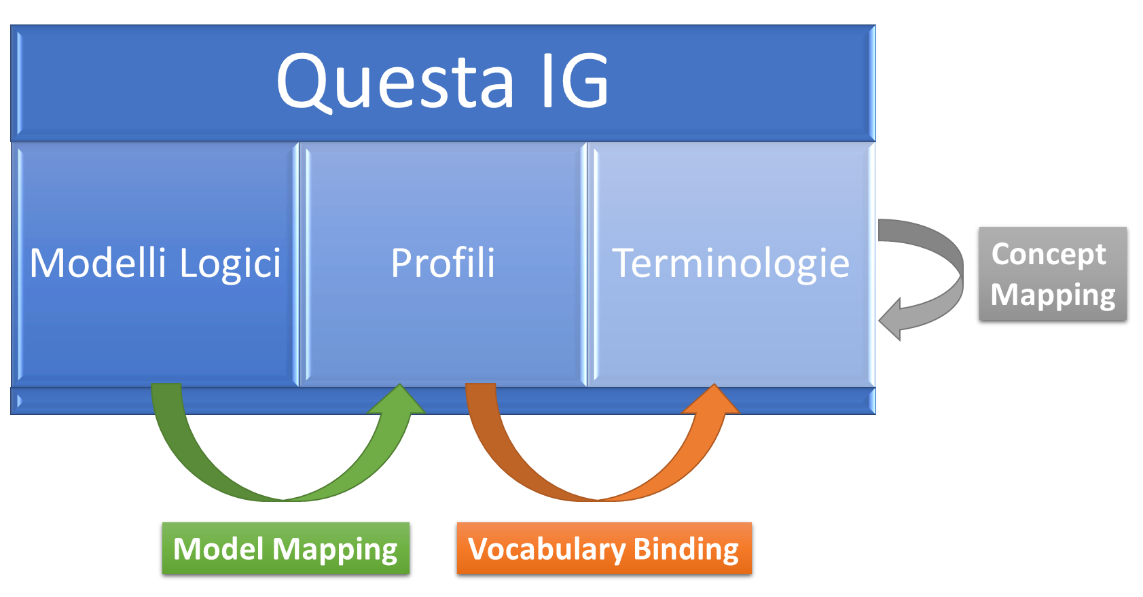 Questa IG
Modelli Logici
Profili
Terminologie
Concept
Mapping
Model Mapping
Vocabulary Binding